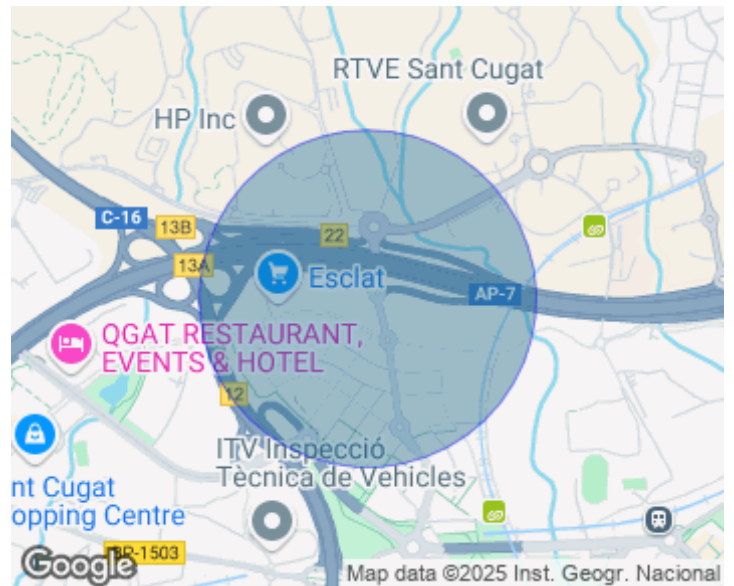 RTVE Sant Cugat
HP Inc
C-16
13B
22
13A
Esclat
AP-7
QGAT RESTAURANT,
EVENTS & HOTEL
12
ITV Inspecció
Tècnica de Vehicles
nt Cugat
opping Centre
BP-1503
Google
Map data ©2025 Inst. Geogr. Nacional